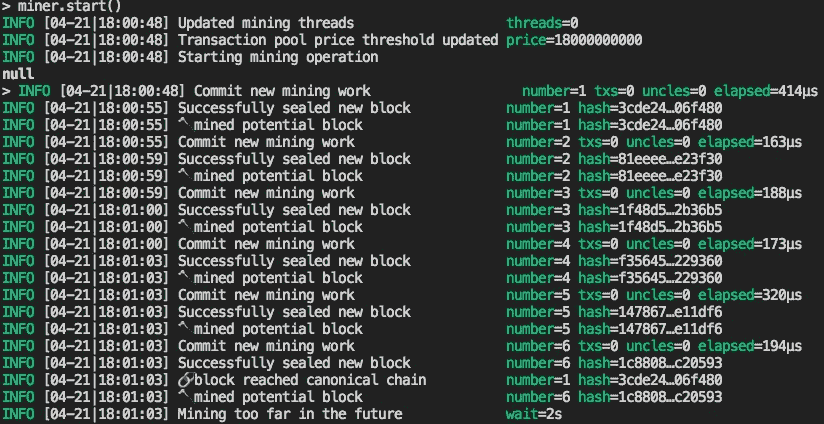 > miner.start()
INFO [04-21|18:00:48] Updated mining threads threads=0
INFO [04-21|18:00:48] Transaction pool price threshold updated price=18000000000
INFO [04-21|18:00:48] Starting mining operation
null
> INFO [04-21|18:00:48] Commit new mining work number=1 txs=0 uncles=0 elapsed=414µs
INFO [04-21|18:00:55] Successfully sealed new block number=1 hash=3cde24…06f480
INFO [04-21|18:00:55] 🔨 mined potential block number=1 hash=3cde24…06f480
INFO [04-21|18:00:55] Commit new mining work number=2 txs=0 uncles=0 elapsed=163µs
INFO [04-21|18:00:59] Successfully sealed new block number=2 hash=81eeee…e23f30
INFO [04-21|18:00:59] 🔨 mined potential block number=2 hash=81eeee…e23f30
INFO [04-21|18:00:59] Commit new mining work number=3 txs=0 uncles=0 elapsed=188µs
INFO [04-21|18:01:00] Successfully sealed new block number=3 hash=1f48d5…2b36b5
INFO [04-21|18:01:00] 🔨 mined potential block number=3 hash=1f48d5…2b36b5
INFO [04-21|18:01:00] Commit new mining work number=4 txs=0 uncles=0 elapsed=173µs
INFO [04-21|18:01:03] Successfully sealed new block number=4 hash=f35645…229360
INFO [04-21|18:01:03] 🔨 mined potential block number=4 hash=f35645…229360
INFO [04-21|18:01:03] Commit new mining work number=5 txs=0 uncles=0 elapsed=320µs
INFO [04-21|18:01:03] Successfully sealed new block number=5 hash=147867…e11df6
INFO [04-21|18:01:03] 🔨 mined potential block number=5 hash=147867…e11df6
INFO [04-21|18:01:03] Commit new mining work number=6 txs=0 uncles=0 elapsed=194µs
INFO [04-21|18:01:03] Successfully sealed new block number=6 hash=1c8808…c20593
INFO [04-21|18:01:03] 🔗 block reached canonical chain number=1 hash=3cde24…06f480
INFO [04-21|18:01:03] 🔨 mined potential block number=6 hash=1c8808…c20593
INFO [04-21|18:01:03] Mining too far in the future wait=2s